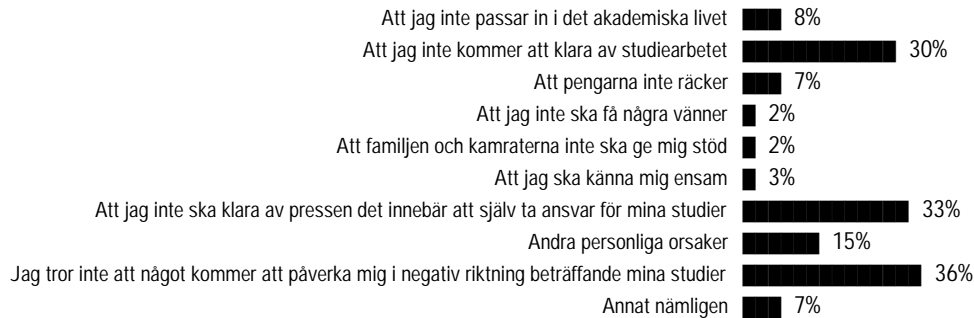 Att jag inte passar in i det akademiska livet 8%
Att jag inte kommer att klara av studiearbetet 30%
Att pengarna inte räcker 7%
Att jag inte ska få några vänner 2%
Att familjen och kamraterna inte ska ge mig stöd 2%
Att jag ska känna mig ensam 3%
Att jag inte ska klara av pressen det innebär att själv ta ansvar för mina studier 33%
Andra personliga orsaker 15%
Jag tror inte att något kommer att påverka mig i negativ riktning beträffande mina studier 36%
Annat nämligen 7%